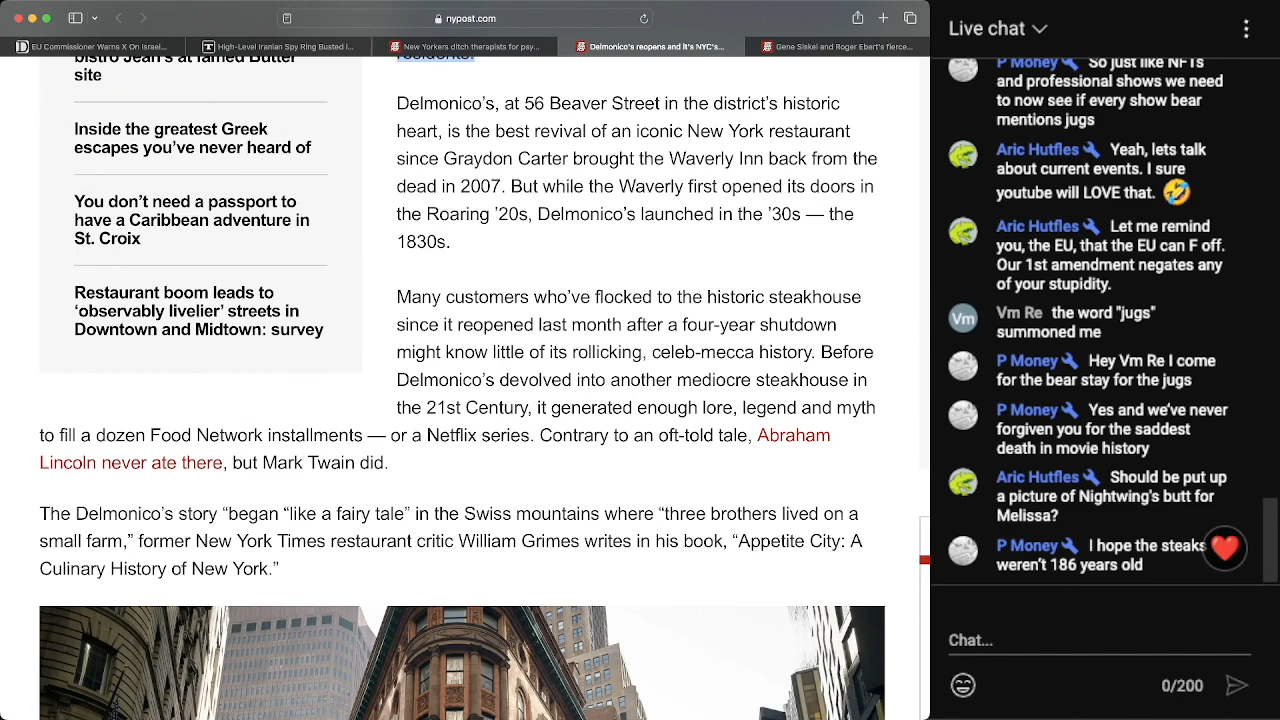 nypost.com
EU Commissioner Warns X On Israel...
High-Level Iranian Spy Ring Busted I...
New Yorkers ditch therapists for psy...
Delmonico's reopens and it's NYC's...
Gene Siskel and Roger Ebert's fierce...
bistro Jean's at famed Butter
site
Inside the greatest Greek
escapes you've never heard of
You don't need a passport to
have a Caribbean adventure in
St. Croix
Restaurant boom leads to
'observably livelier' streets in
Downtown and Midtown: survey
residents.
Delmonico's, at 56 Beaver Street in the district's historic
heart, is the best revival of an iconic New York restaurant
since Graydon Carter brought the Waverly Inn back from the
dead in 2007. But while the Waverly first opened its doors in
the Roaring '20s, Delmonico's launched in the '30s — the
1830s.
Many customers who've flocked to the historic steakhouse
since it reopened last month after a four-year shutdown
might know little of its rollicking, celeb-mecca history. Before
Delmonico's devolved into another mediocre steakhouse in
the 21st Century, it generated enough lore, legend and myth
to fill a dozen Food Network installments — or a Netflix series. Contrary to an oft-told tale, Abraham
Lincoln never ate there, but Mark Twain did.
The Delmonico's story "began "like a fairy tale" in the Swiss mountains where "three brothers lived on a
small farm," former New York Times restaurant critic William Grimes writes in his book, "Appetite City: A
Culinary History of New York."
Live chat
P Money So just like NFTs
and professional shows we need
to now see if every show bear
mentions jugs
Aric Hutfles Yeah, lets talk
about current events. I sure
youtube will LOVE that.
Aric Hutfles Let me remind
you, the EU, that the EU can F off.
Our 1st amendment negates any
of your stupidity.
Vm
Vm Re the word "jugs"
summoned me
P Money Hey Vm Re I come
for the bear stay for the jugs
P Money Yes and we've never
forgiven you for the saddest
death in movie history
Aric Hutfles Should be put up
a picture of Nightwing's butt for
Melissa?
P Money I hope the steaks
weren't 186 years old
Chat...
0/200